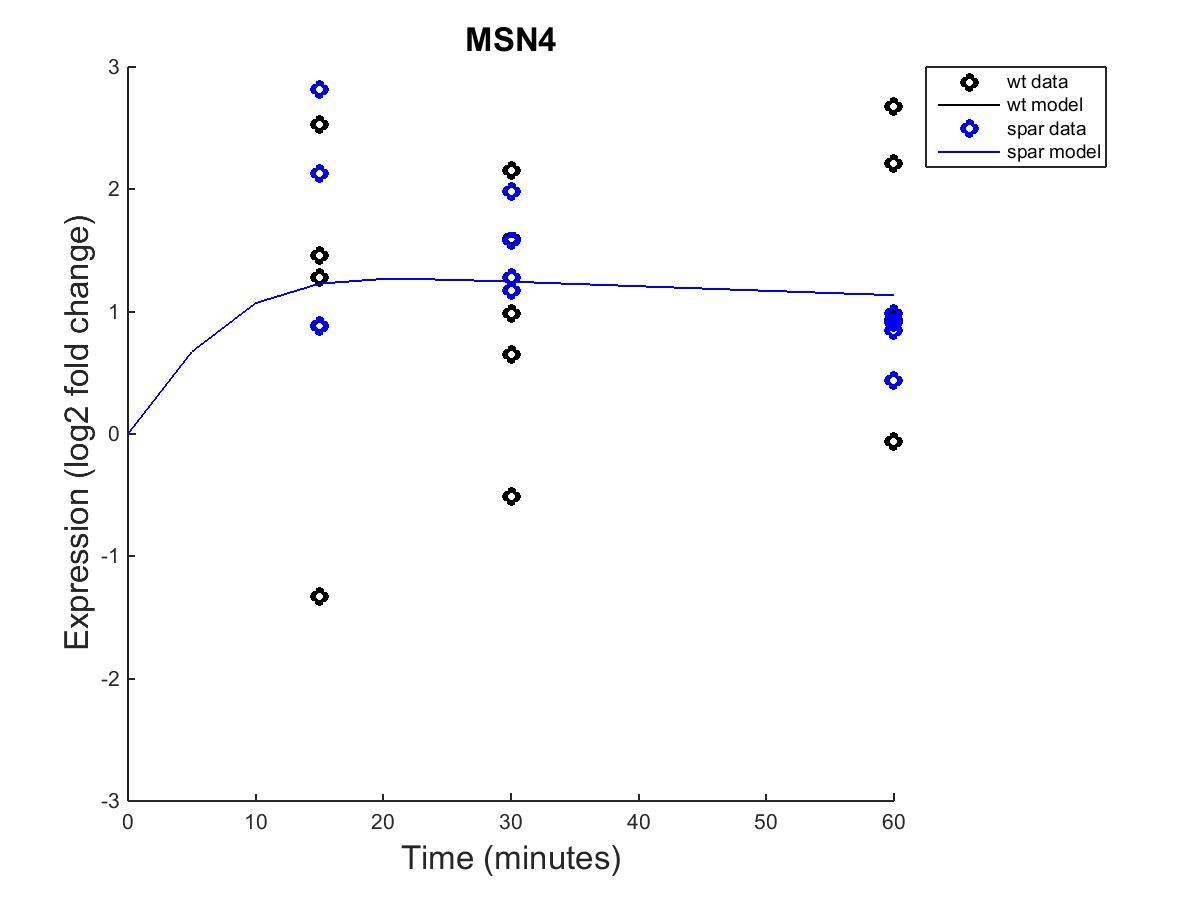 MSN4
3
2
1
0
-1
-2
-3
Expression (log2 fold change)
0 10 20 30 40 50 60
Time (minutes)
wt data
wt model
spar data
spar model